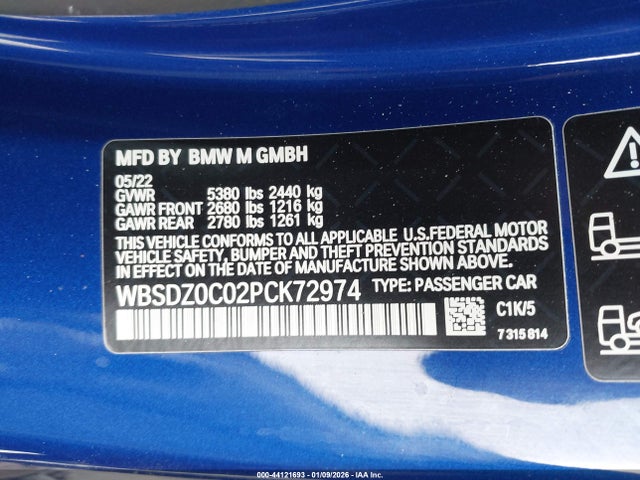 MFD BY BMW M GMBH
05/22
GVWR 5380 lbs 2440 kg
GAWR FRONT 2680 lbs 1216 kg
GAWR REAR 2780 lbs 1261 kg
THIS VEHICLE CONFORMS TO ALL APPLICABLE U.S.FEDERAL MOTOR
VEHICLE SAFETY, BUMPER AND THEFT PREVENTION STANDARDS
IN EFFECT ON THE DATE OF MANUFACTURE SHOWN ABOVE.
WBSDZ0C02PCK72974 TYPE: PASSENGER CAR
C1K/5
7 315 814
000-44121693 - 01/09/2026 - IAA Inc.